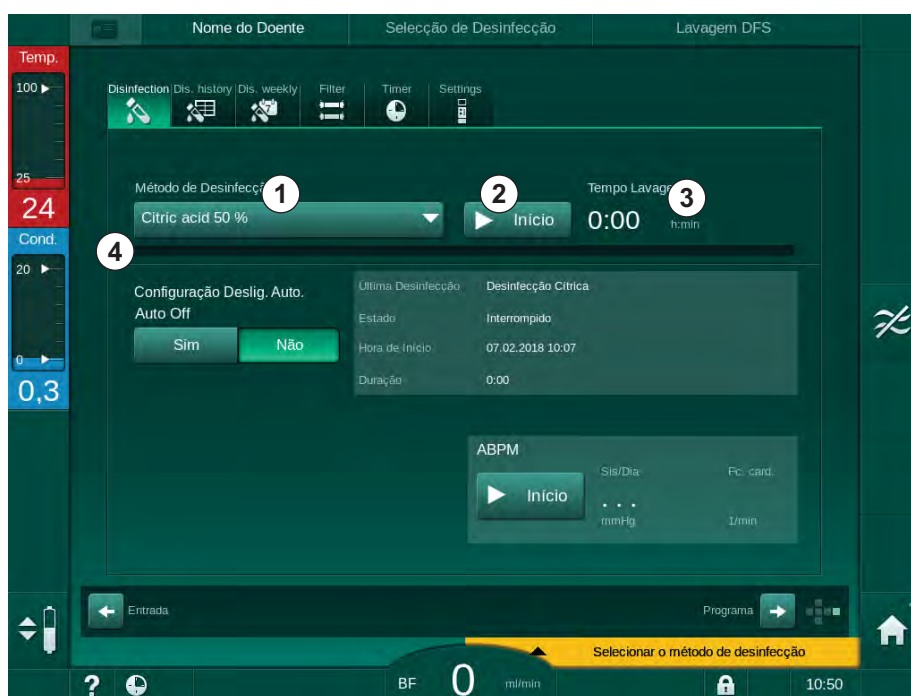 Nome do Doente Selecção de Desinfecção Lavagem DFS
Temp.
100
25
24
Cond.
20
0
0,3
Disinfection Dis. history Dis. weekly Filter Timer Settings
7
Método de Desinfecç 1 2 Tempo Lavage 3
Citric acid 50 % Início 0:00 h:min
4
Configuração Deslig. Auto.
Auto Off
Sim Não
Última Desinfecção Desinfecção Cítrica
Estado Interrompido
Hora de Início 07.02.2018 10:07
Duração 0:00
ABPM
Início
Sis/Dia Fc. card.
. . .
mmHg 1/min
Entrada Programa
Selecionar o método de desinfecção
? BF 0 ml/min 10:50